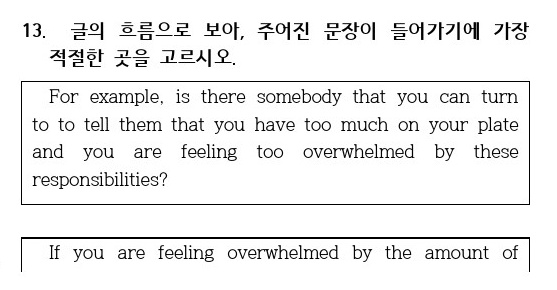 13. 글의 흐름으로 보아, 주어진 문장이 들어가기에 가장
적절한 곳을 고르시오.
For example, is there somebody that you can turn
to to tell them that you have too much on your plate
and you are feeling too overwhelmed by these
responsibilities?
If you are feeling overwhelmed by the amount of